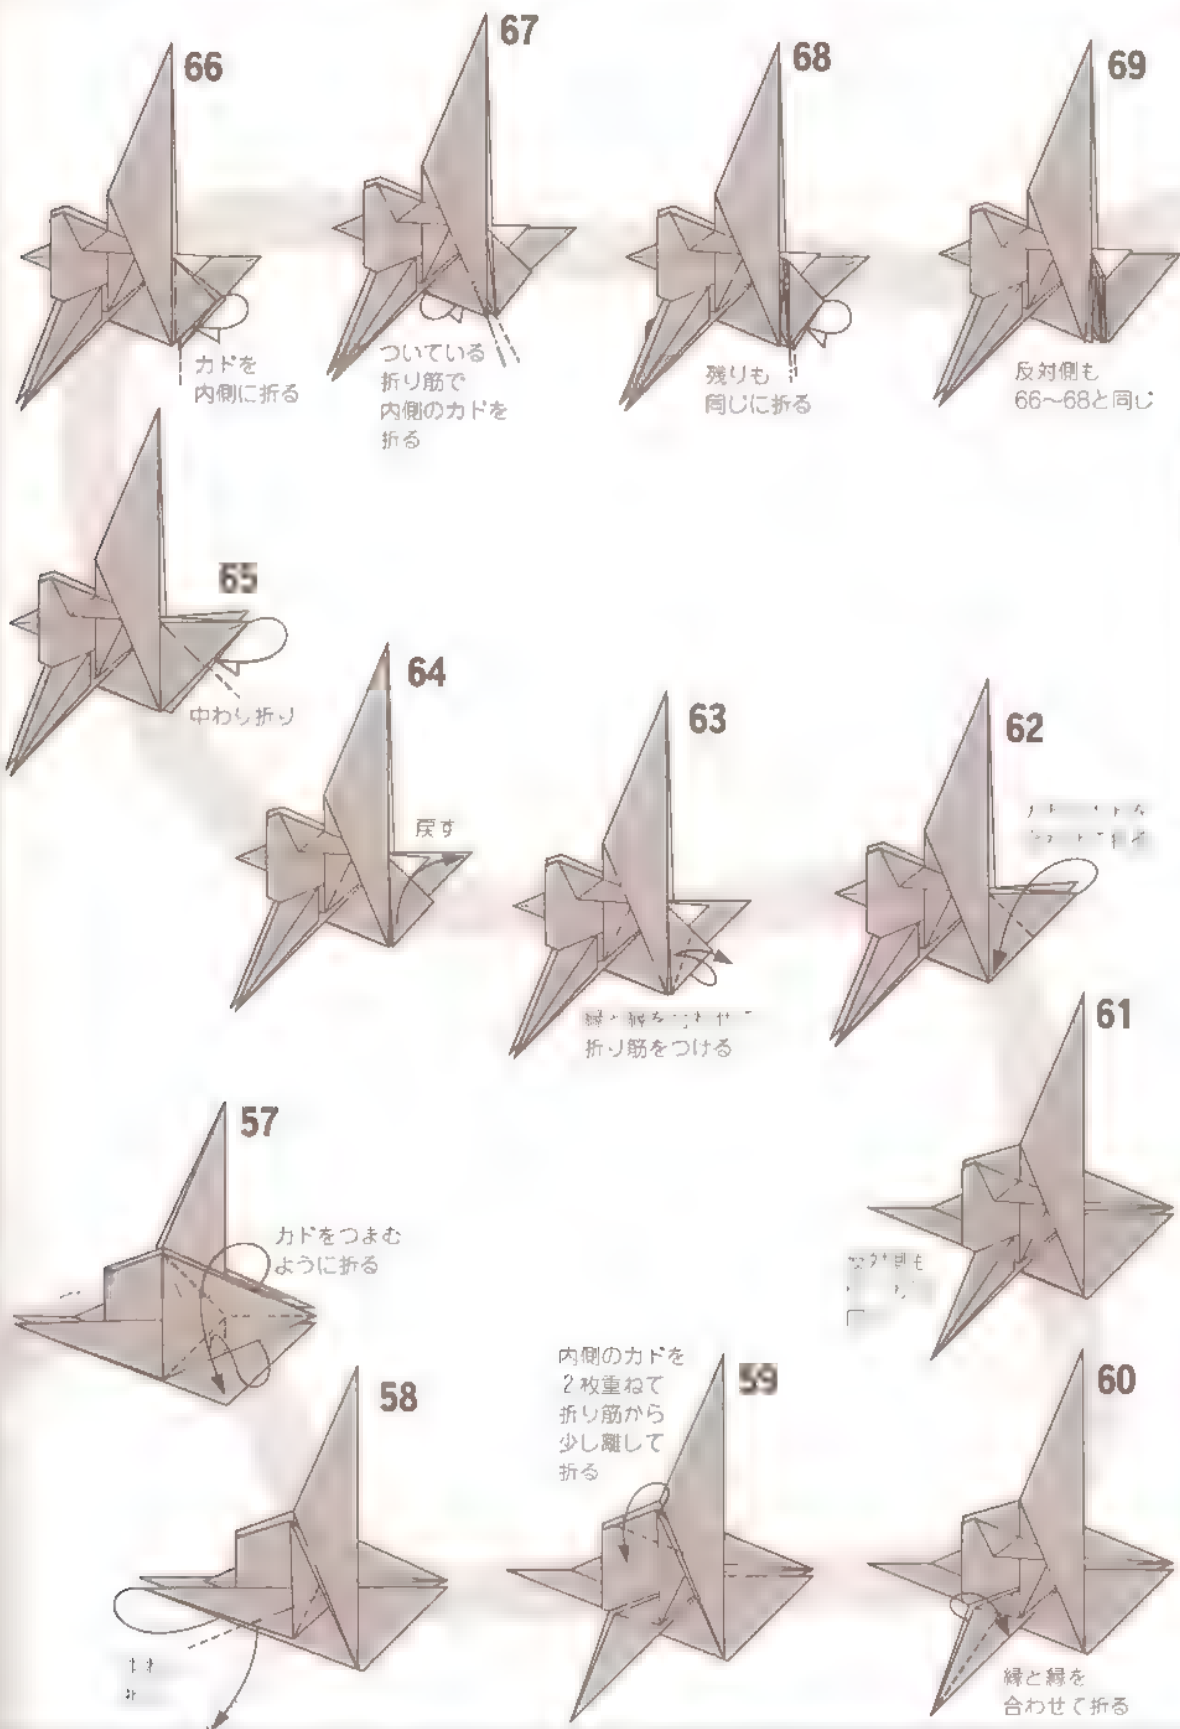 66
カドを
内側に折る
67
ついている
折り筋で
内側のカドを
折る
68
残りも
同じに折る
69
反対側も
66〜68と同じ
65
中わり折り
64
戻す
63
折り筋をつける
62
61
57
カドをつまむ
ように折る
58
59
内側のカドを
2枚重ねて
折り筋から
少し離して
折る
60
縁と縁を
合わせて折る